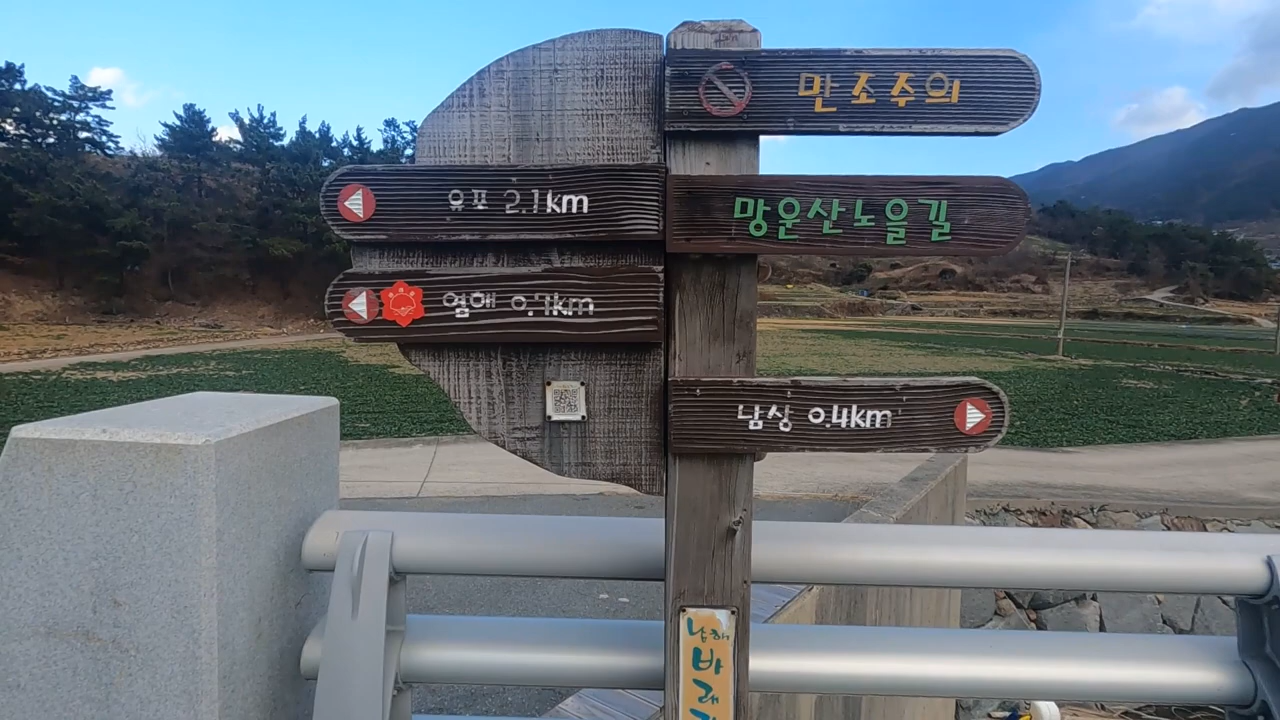 만조주의
유포 2.1km
망운산노을길
염해 0.7km
남상 0.4km
남해
바래